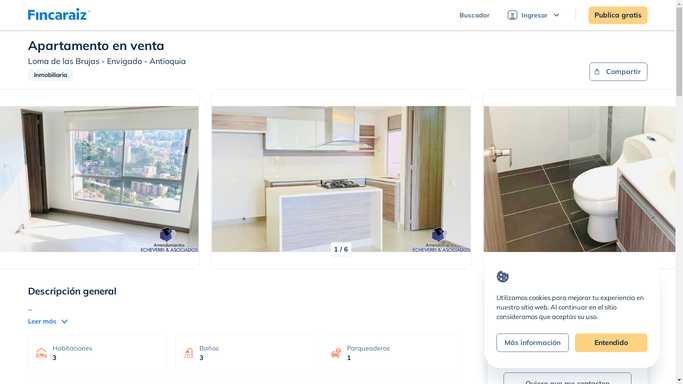 Fincaraíz
Buscador
Ingresar
Publica gratis
Apartamento en venta
Loma de las Brujas - Envigado - Antioquia
Inmobiliaria
Compartir
Arrendamientos
ECHEVERRI & ASOCIADOS
1 / 6
Arrendamientos
ECHEVERRI & ASOCIADOS
Descripción general
..
Leer más
Habitaciones
3
Baños
3
Parqueaderos
1
Utilizamos cookies para mejorar tu experiencia en
nuestro sitio web. Al continuar en el sitio
consideramos que aceptas su uso.
Más información
Entendido
Quiero que me contacten